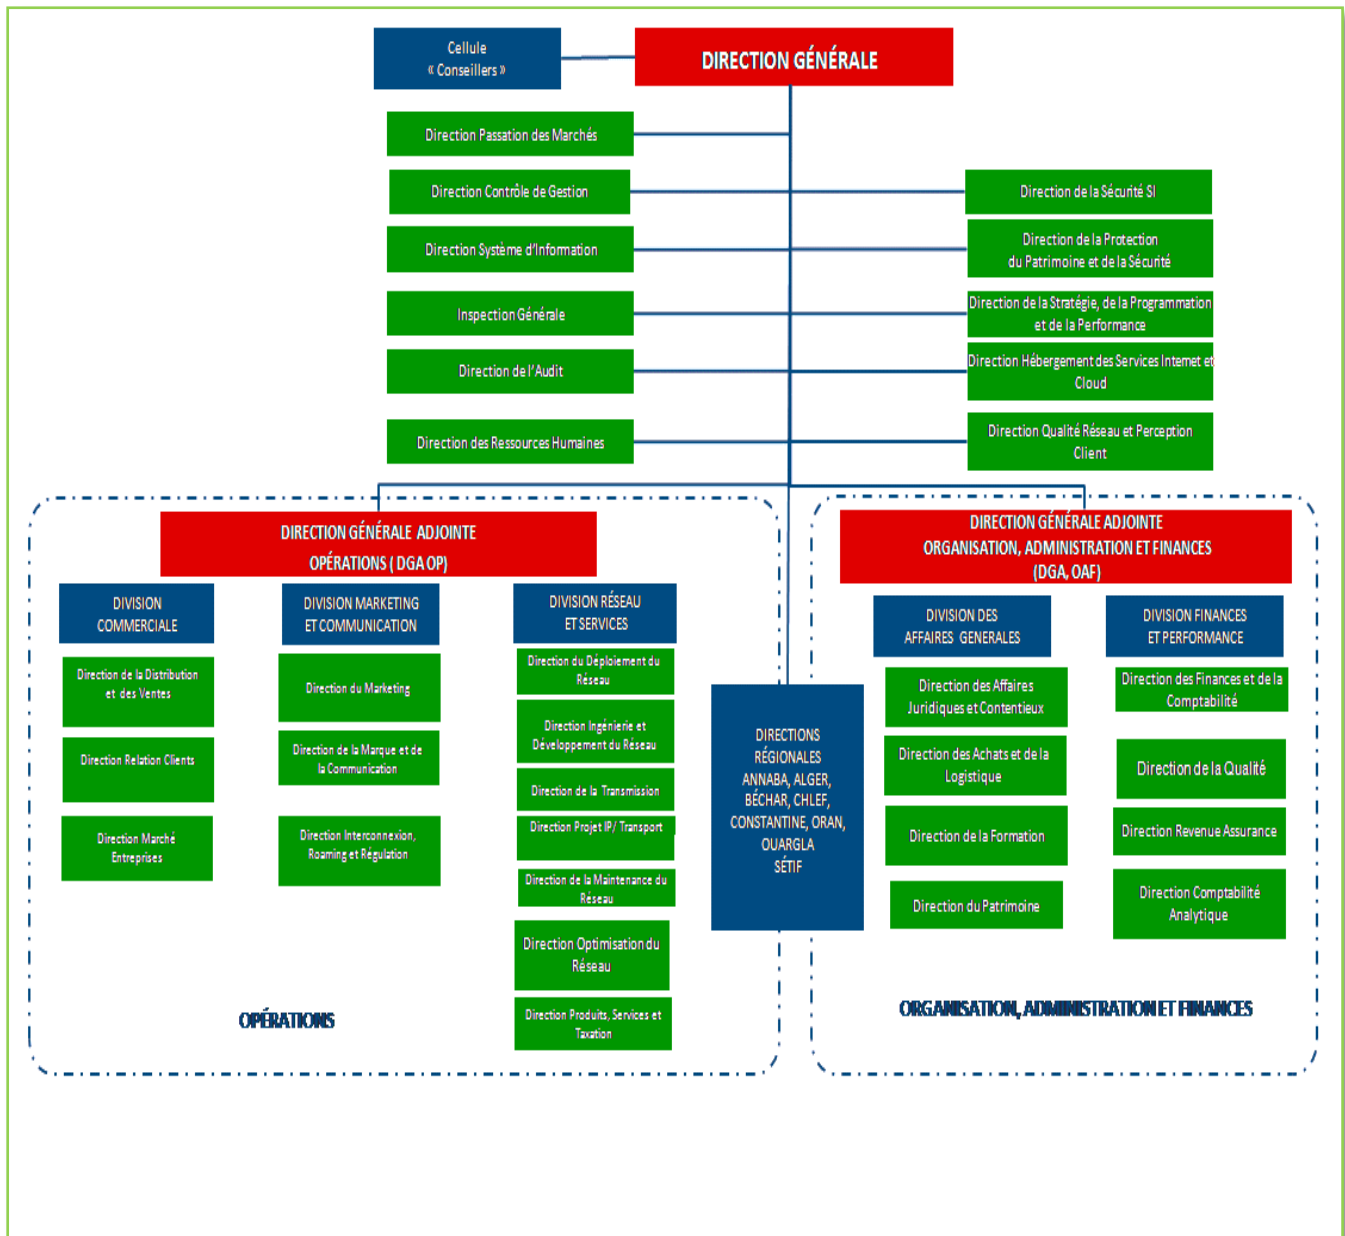 Cellule
« Conseillers »
DIRECTION GÉNÉRALE
Direction Passation des Marchés
Direction Contrôle de Gestion
Direction de la Sécurité SI
Direction Système d'Information
Direction de la Protection
du Patrimoine et de la Sécurité
Inspection Générale
Direction de la Stratégie, de la Programmation
et de la Performance
Direction de l'Audit
Direction Hébergement des Services Internet et
Cloud
Direction des Ressources Humaines
Direction Qualité Réseau et Perception
Client
DIRECTION GÉNÉRALE ADJOINTE
OPÉRATIONS ( DGA OP)
DIVISION
COMMERCIALE
Direction de la Distribution
et des Ventes
Direction Relation Clients
Direction Marché
Entreprises
DIVISION MARKETING
ET COMMUNICATION
Direction du Marketing
Direction de la Marque et de
la Communication
Direction Interconnexion,
Roaming et Régulation
DIVISION RÉSEAU
ET SERVICES
Direction du Déploiement du
Réseau
Direction Ingénierie et
Développement du Réseau
Direction de la Transmission
Direction Projet IP/ Transport
Direction de la Maintenance du
Réseau
Direction Optimisation du
Réseau
Direction Produits, Services et
Taxation
OPÉRATIONS
DIRECTIONS
RÉGIONALES
ANNABA, ALGER,
BÉCHAR, CHLEF,
CONSTANTINE, ORAN,
OUARGLA
SÉTIF
DIRECTION GÉNÉRALE ADJOINTE
ORGANISATION, ADMINISTRATION ET FINANCES
(DGA, OAF)
DIVISION DES
AFFAIRES GENERALES
Direction des Affaires
Juridiques et Contentieux
Direction des Achats et de la
Logistique
Direction de la Formation
Direction du Patrimoine
DIVISION FINANCES
ET PERFORMANCE
Direction des Finances et de la
Comptabilité
Direction de la Qualité
Direction Revenue Assurance
Direction Comptabilité
Analytique
ORGANISATION, ADMINISTRATION ET FINANCES